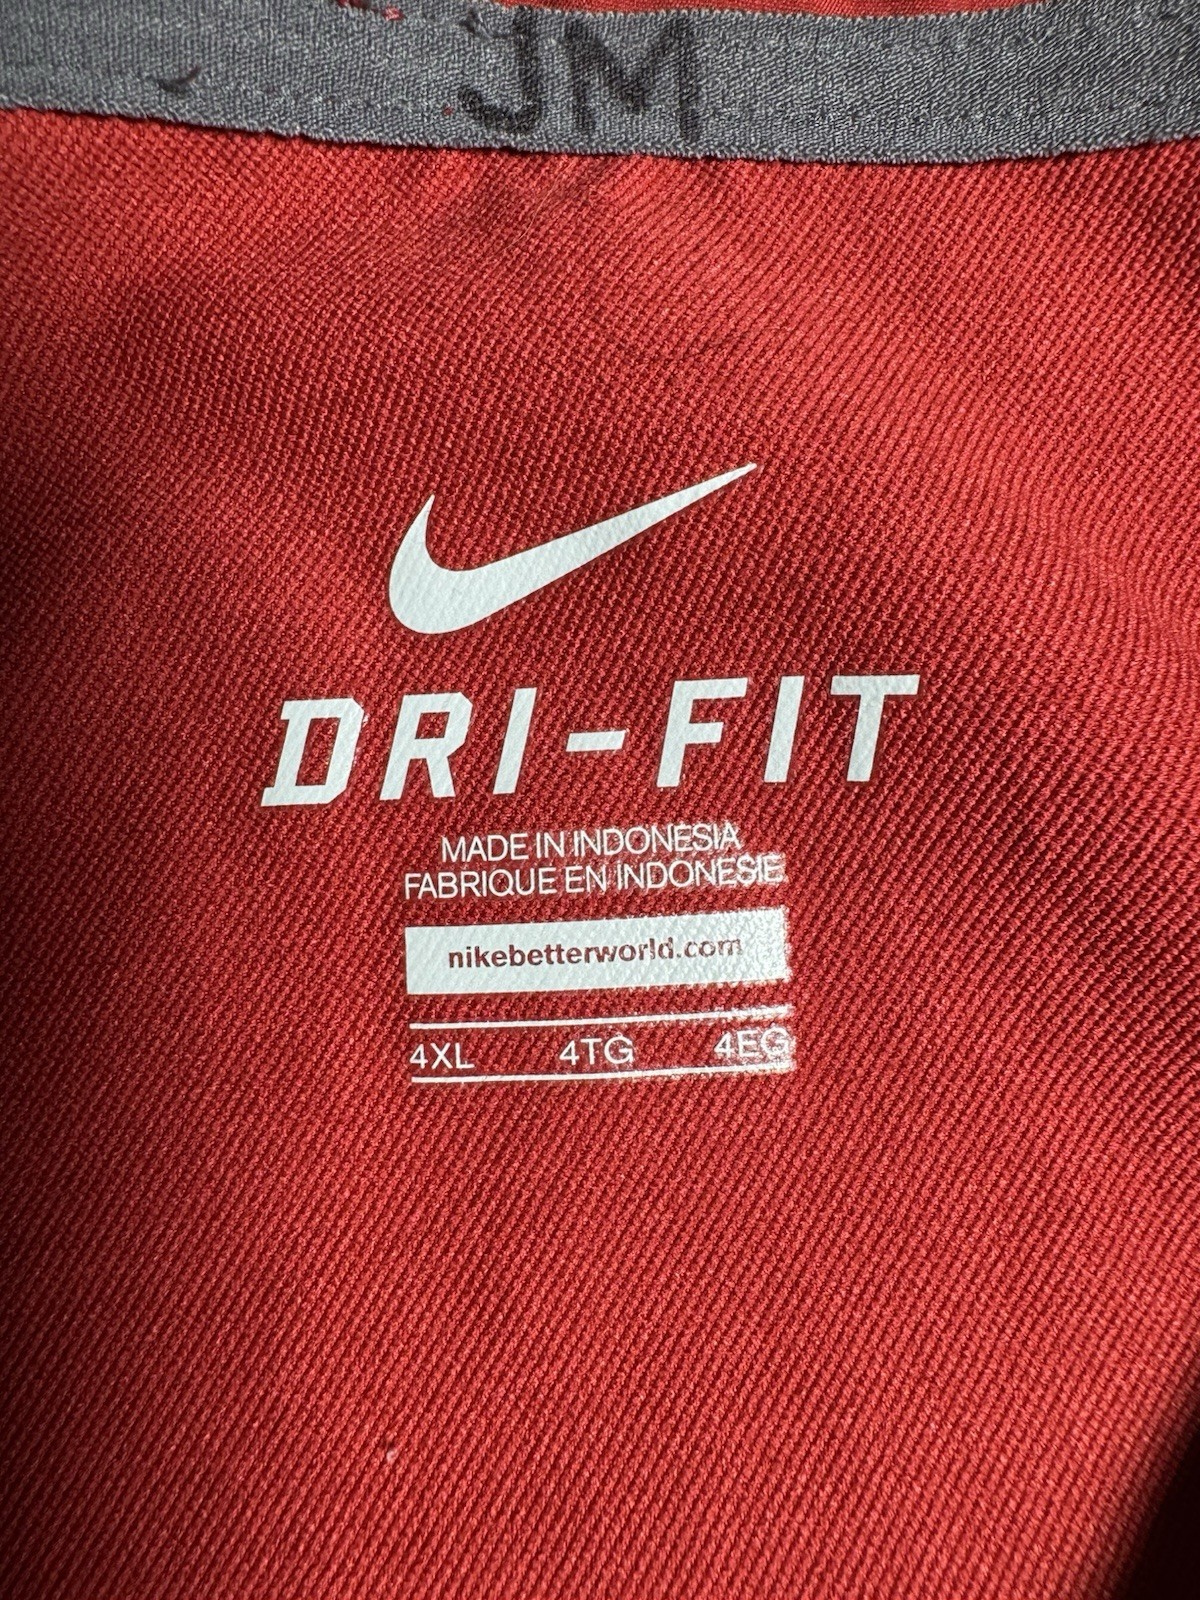 JM
DRI-FIT
MADE IN INDONESIA
FABRIQUE EN INDONESIE
nikebetterworld.com
4XL 4TG 4EG